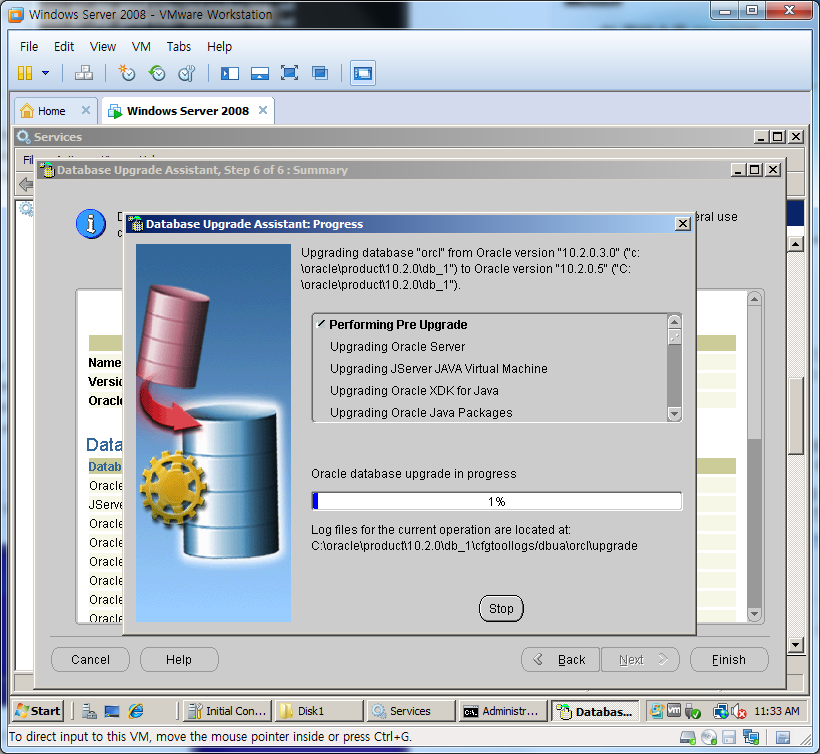 Windows Server 2008 - VMware Workstation
File Edit View VM Tabs Help
Home
Windows Server 2008
Services
Database Upgrade Assistant, Step 6 of 6 : Summary
Database Upgrade Assistant: Progress
eral use
Upgrading database "orcl" from Oracle version "10.2.0.3.0" ("c:
\oracle\product\10.2.0\db_1") to Oracle version "10.2.0.5" ("C:
\oracle\product\10.2.0\db_1").
Performing Pre Upgrade
Upgrading Oracle Server
Upgrading JServer JAVA Virtual Machine
Upgrading Oracle XDK for Java
Upgrading Oracle Java Packages
Name
Versio
Oracle
Data
Datab
Oracle
JServe
Oracle
Oracle
Oracle
Oracle
Oracle
Oracle database upgrade in progress
1%
Log files for the current operation are located at:
C:\oracle\product\10.2.0\db_1\cfgtoollogs/dbua\orcl\upgrade
Stop
Cancel Help Back Next Finish
Start Initial Con... Disk1 Services Administr... Databas... 11:33 AM
To direct input to this VM, move the mouse pointer inside or press Ctrl+G.